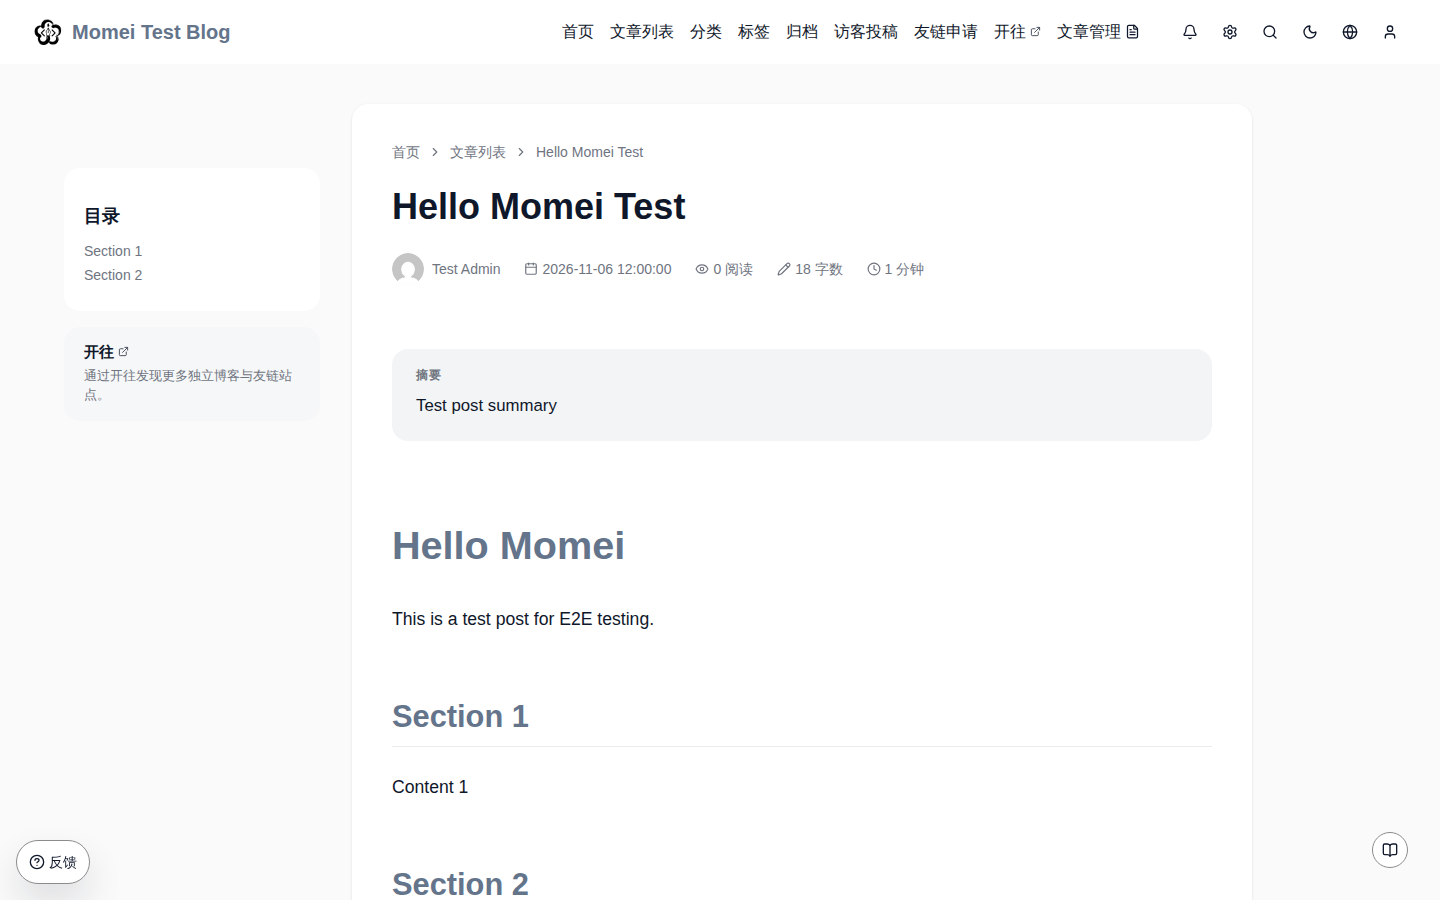 Momei Test Blog
首页 文章列表 分类 标签 归档 访客投稿 友链申请 开往 文章管理
目录
Section 1
Section 2
开往
通过开往发现更多独立博客与友链站
点。
首页 文章列表 Hello Momei Test
Hello Momei Test
Test Admin 2026-11-06 12:00:00 0 阅读 18 字数 1 分钟
摘要
Test post summary
Hello Momei
This is a test post for E2E testing.
Section 1
Content 1
Section 2
反馈